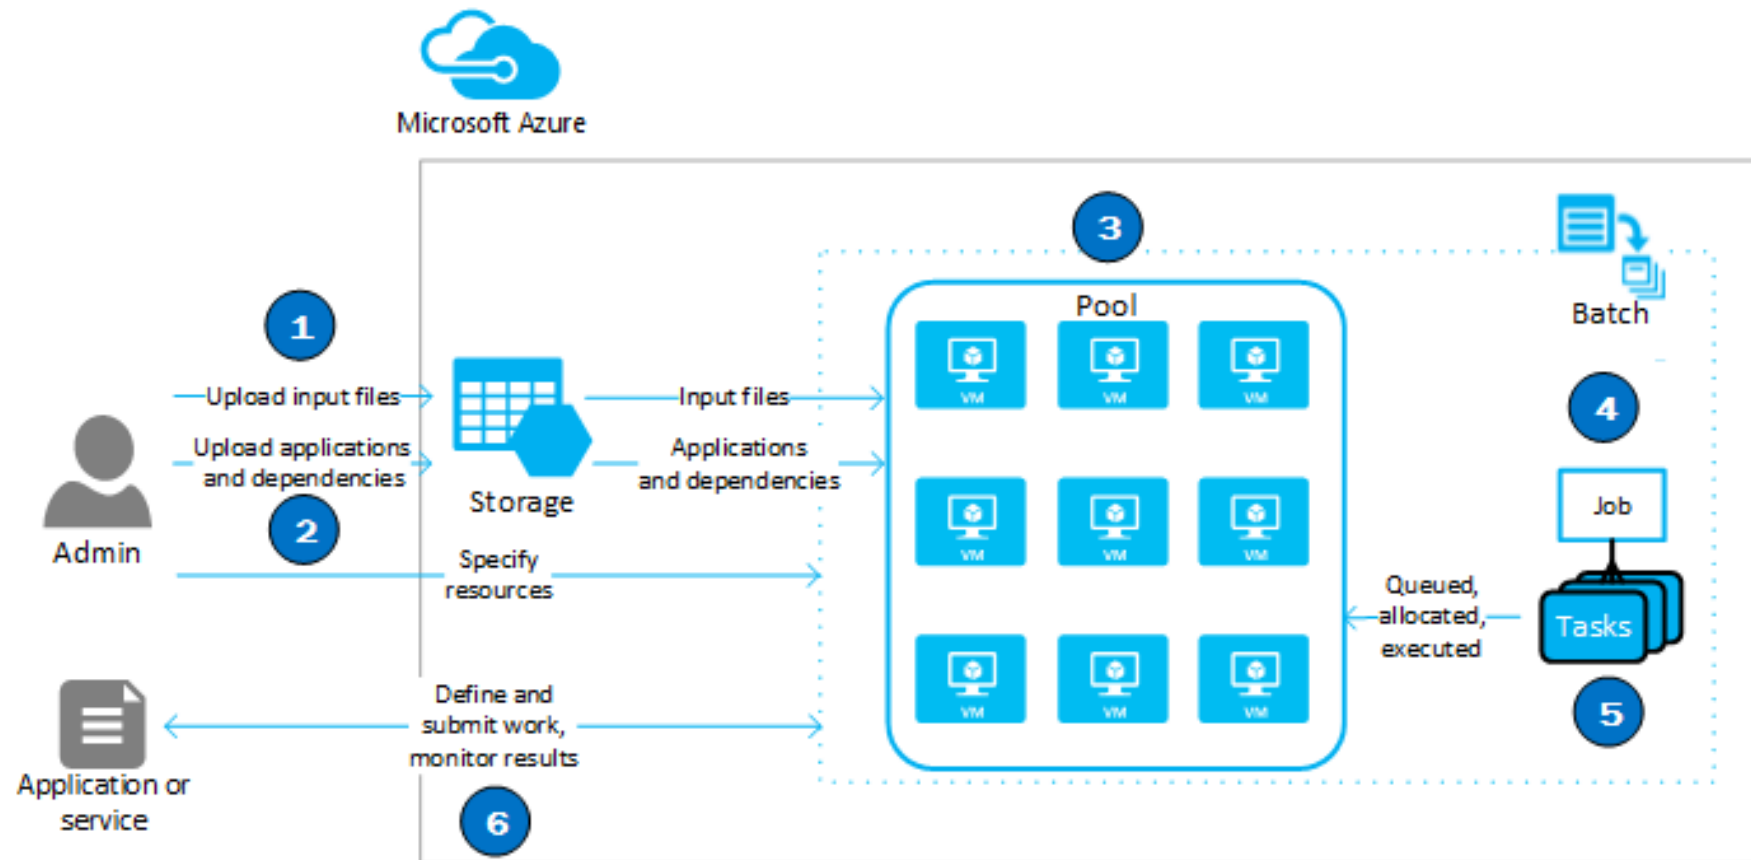 Microsoft Azure
3
Pool
Batch
1
Upload input files
Input files
VM
VM
VM
4
Upload applications
and dependencies
Applications
and dependencies
Storage
2
Admin
Job
VM
VM
VM
Specify
resources
Queued,
allocated,
executed
Tasks
5
Define and
submit work,
monitor results
VM
VM
VM
Application or
service
6